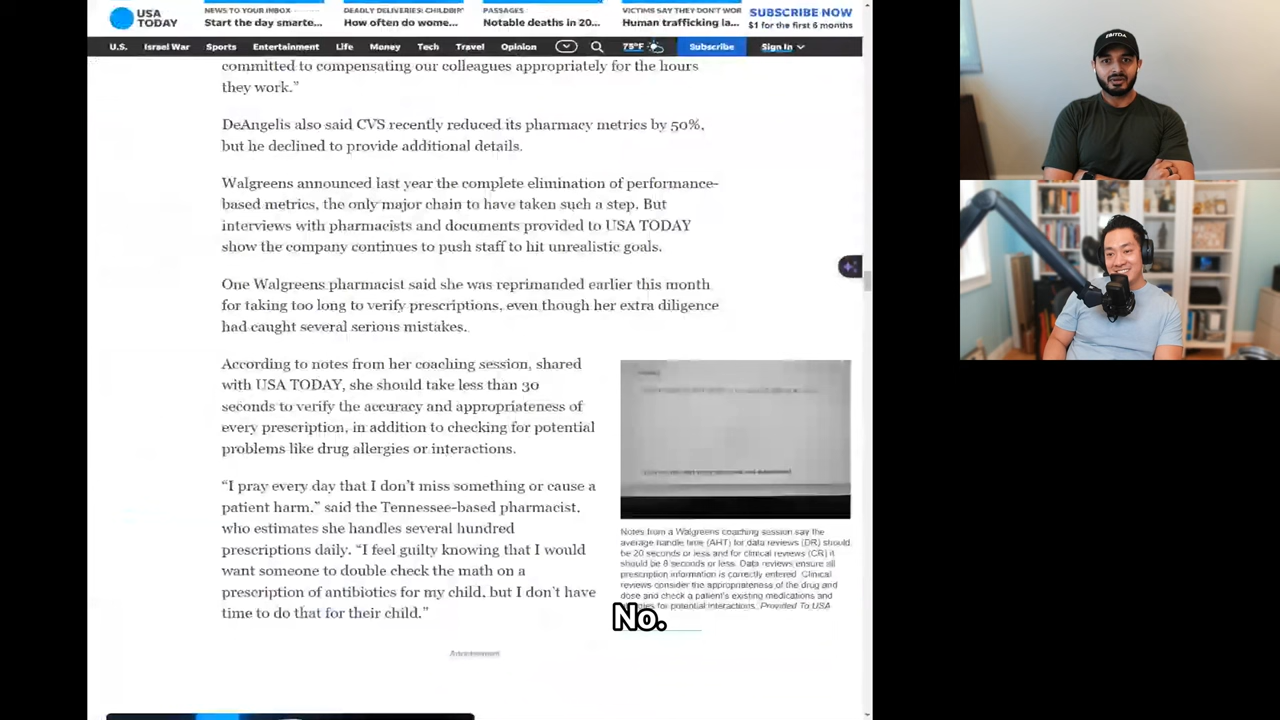 USA
TODAY
NEWS TO YOUR INBOX
Start the day smarte...
DEADLY DELIVERIES: CHILDBIR
How often do wome...
PASSAGES
Notable deaths in 20...
VICTIMS SAY THEY DON'T WOR
Human trafficking la...
SUBSCRIBE NOW
$1 for the first 6 months
U.S. Israel War Sports Entertainment Life Money Tech Travel Opinion 75°F Subscribe Sign In
EBITDA
committed to compensating our colleagues appropriately for the hours
they work.”
DeAngelis also said CVS recently reduced its pharmacy metrics by 50%,
but he declined to provide additional details.
Walgreens announced last year the complete elimination of performance-
based metrics, the only major chain to have taken such a step. But
interviews with pharmacists and documents provided to USA TODAY
show the company continues to push staff to hit unrealistic goals.
One Walgreens pharmacist said she was reprimanded earlier this month
for taking too long to verify prescriptions, even though her extra diligence
had caught several serious mistakes.
According to notes from her coaching session, shared
with USA TODAY, she should take less than 30
seconds to verify the accuracy and appropriateness of
every prescription, in addition to checking for potential
problems like drug allergies or interactions.
“I pray every day that I don’t miss something or cause a
patient harm,” said the Tennessee-based pharmacist,
who estimates she handles several hundred
prescriptions daily. “I feel guilty knowing that I would
want someone to double check the math on a
prescription of antibiotics for my child, but I don’t have
time to do that for their child.”
Notes from a Walgreens coaching session say the
average handle time (AHT) for data reviews (DR) should
be 20 seconds or less and for clinical reviews (CR) it
should be 8 seconds or less. Data reviews ensure all
prescription information is correctly entered. Clinical
reviews consider the appropriateness of the drug and
dose and check a patient's existing medications and
for potential interactions. Provided To USA
No.
Advertisement